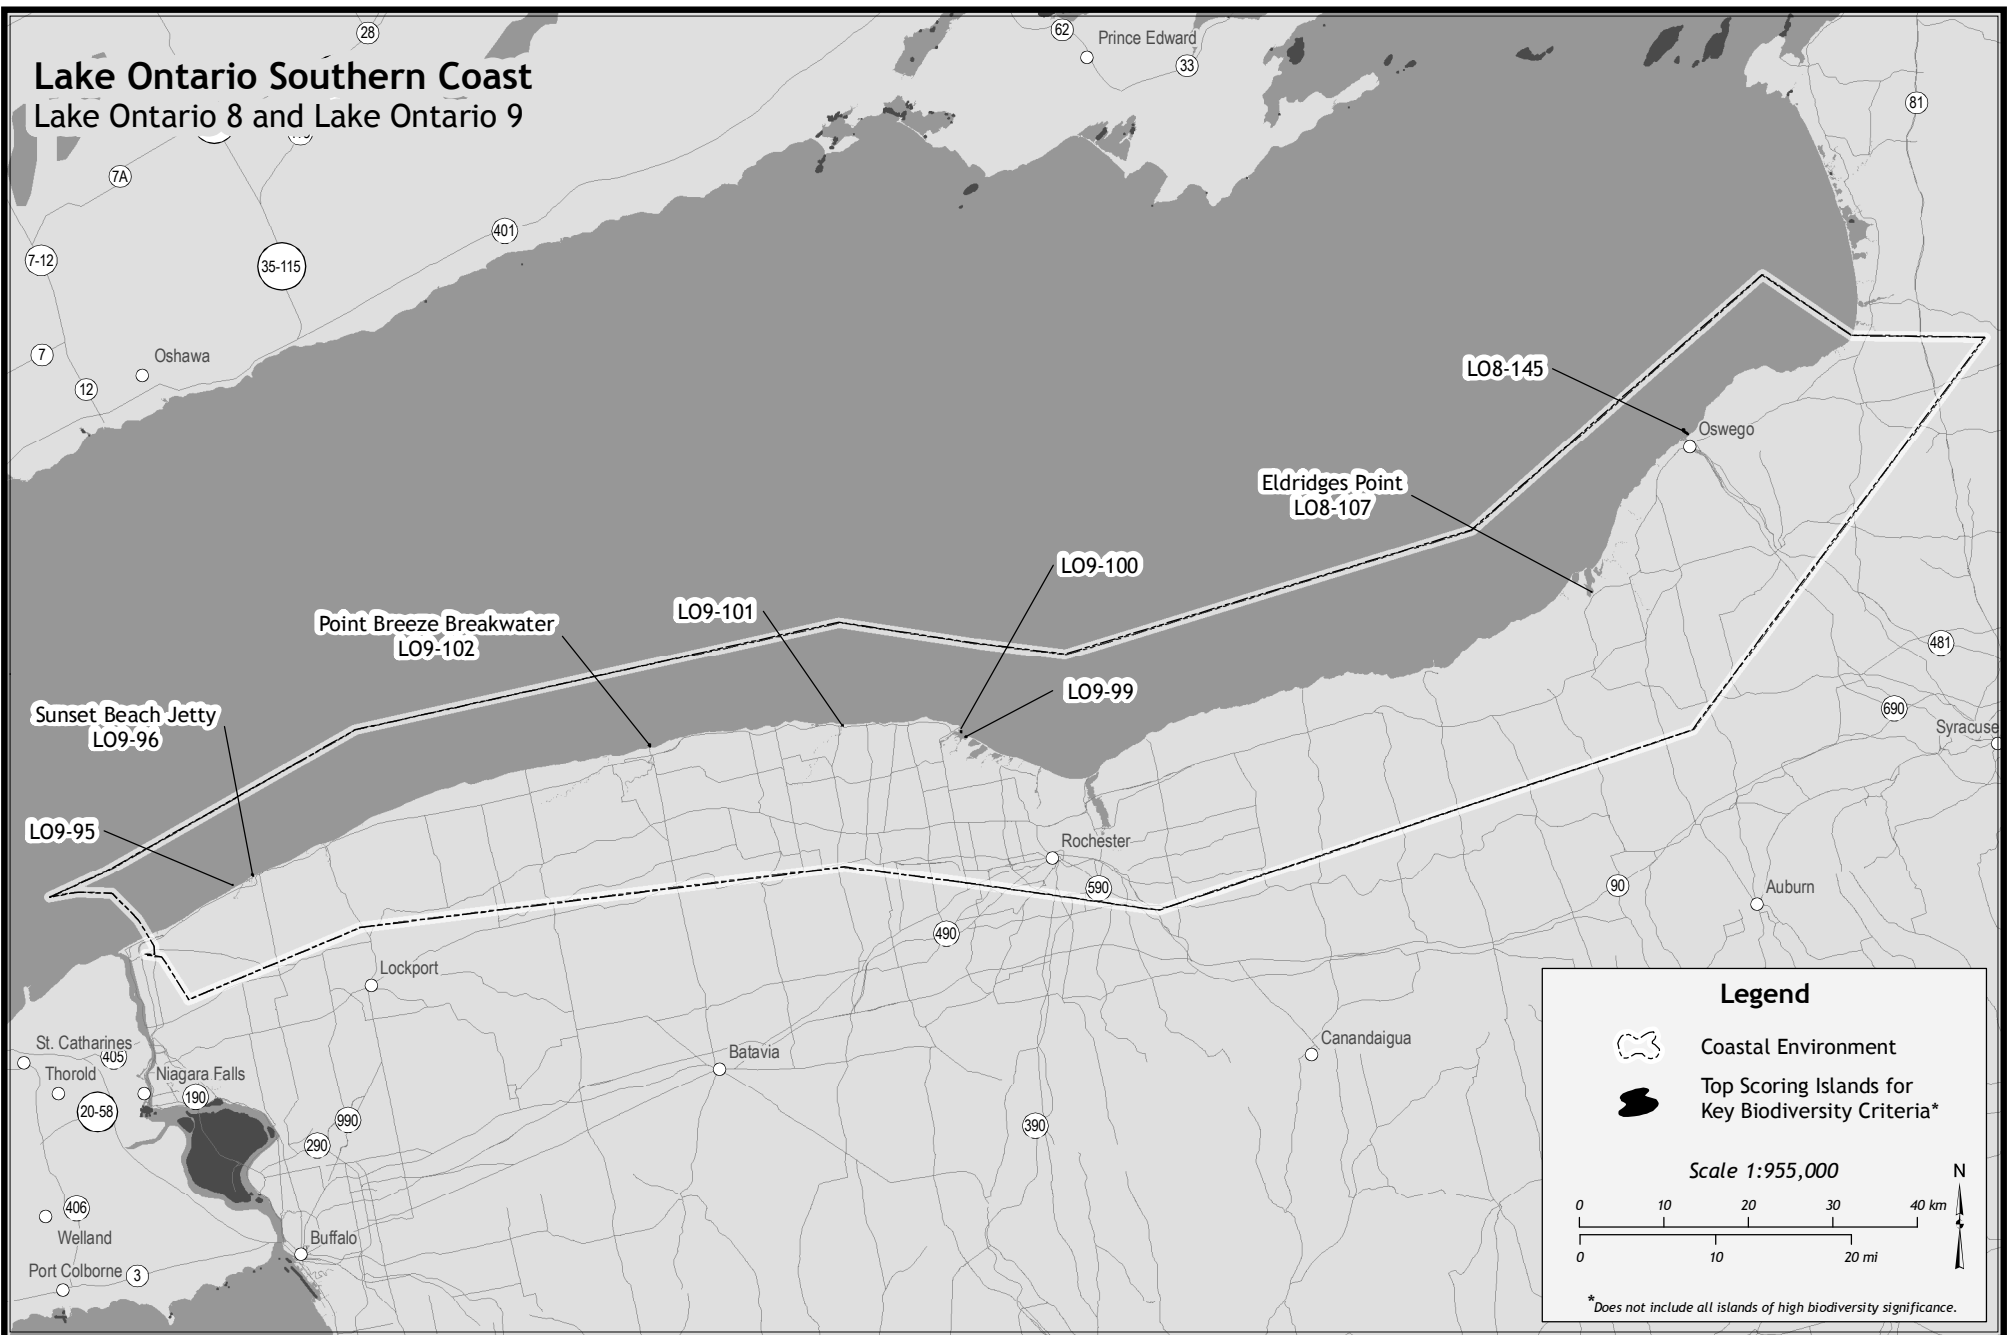 Lake Ontario Southern Coast
Lake Ontario 8 and Lake Ontario 9
28
62
Prince Edward
33
81
7A
401
7-12
35-115
Oshawa
7
12
LO8-145
Oswego
Eldridges Point
LO8-107
LO9-100
LO9-101
Point Breeze Breakwater
LO9-102
LO9-99
481
Sunset Beach Jetty
LO9-96
690
Syracuse
LO9-95
Rochester
590
90
Auburn
490
Lockport
St. Catharines
405
Thorold
Niagara Falls
190
20-58
990
290
Batavia
Canandaigua
390
406
Welland
Buffalo
Port Colborne
3
Legend
Coastal Environment
Top Scoring Islands for
Key Biodiversity Criteria*
Scale 1:955,000
N
0 10 20 30 40 km
0 10 20 mi
*Does not include all islands of high biodiversity significance.